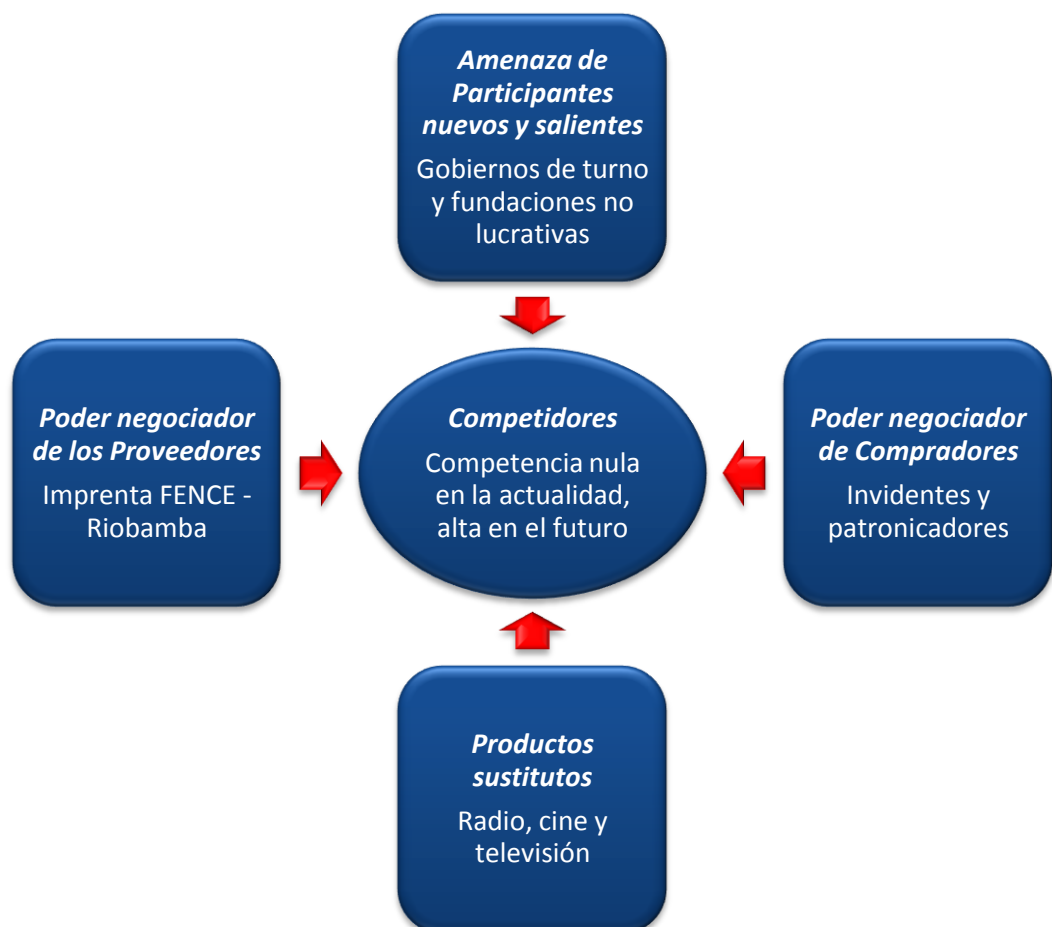 Amenaza de
Participantes
nuevos y salientes
Gobiernos de turno
y fundaciones no
lucrativas
Poder negociador
de los Proveedores
Imprenta FENCE -
Riobamba
Competidores
Competencia nula
en la actualidad,
alta en el futuro
Poder negociador
de Compradores
Invidentes y
patronicadores
Productos
sustitutos
Radio, cine y
televisión